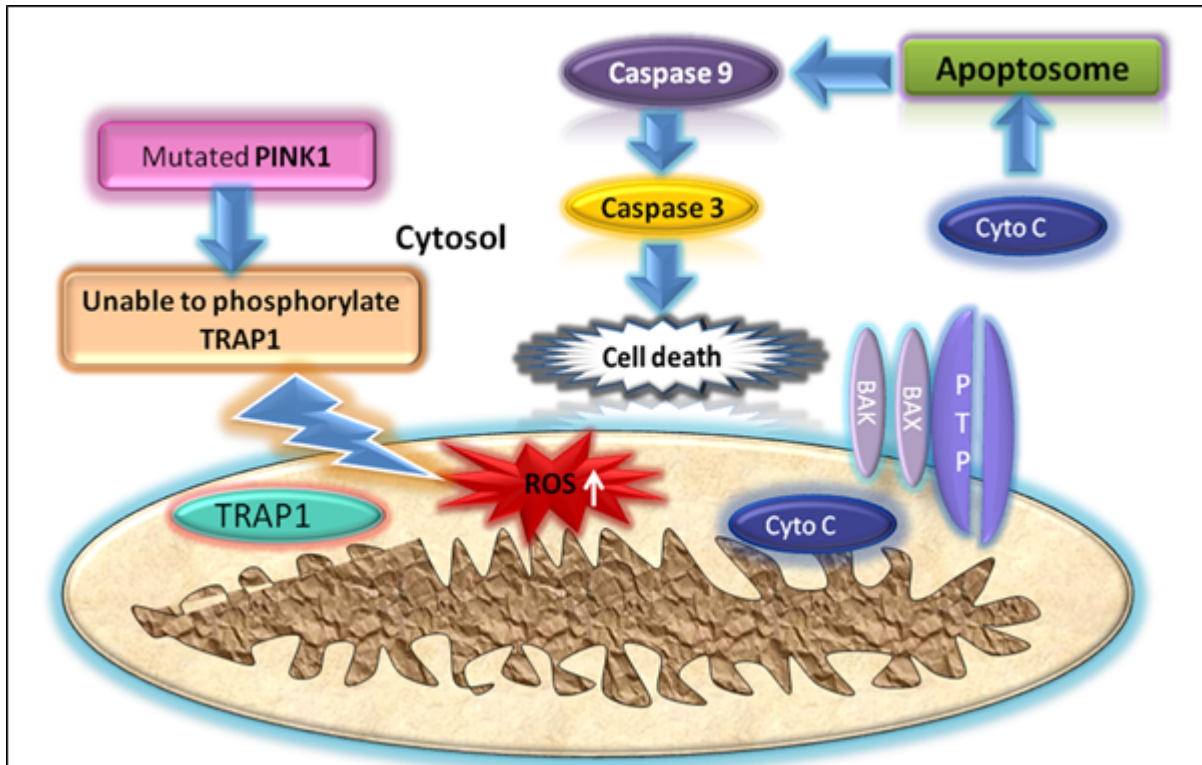 Caspase 9
Apoptosome
Mutated PINK1
Caspase 3
Cyto C
Cytosol
Unable to phosphorylate
TRAP1
Cell death
BAK
BAX
P
T
P
ROS
TRAP1
Cyto C